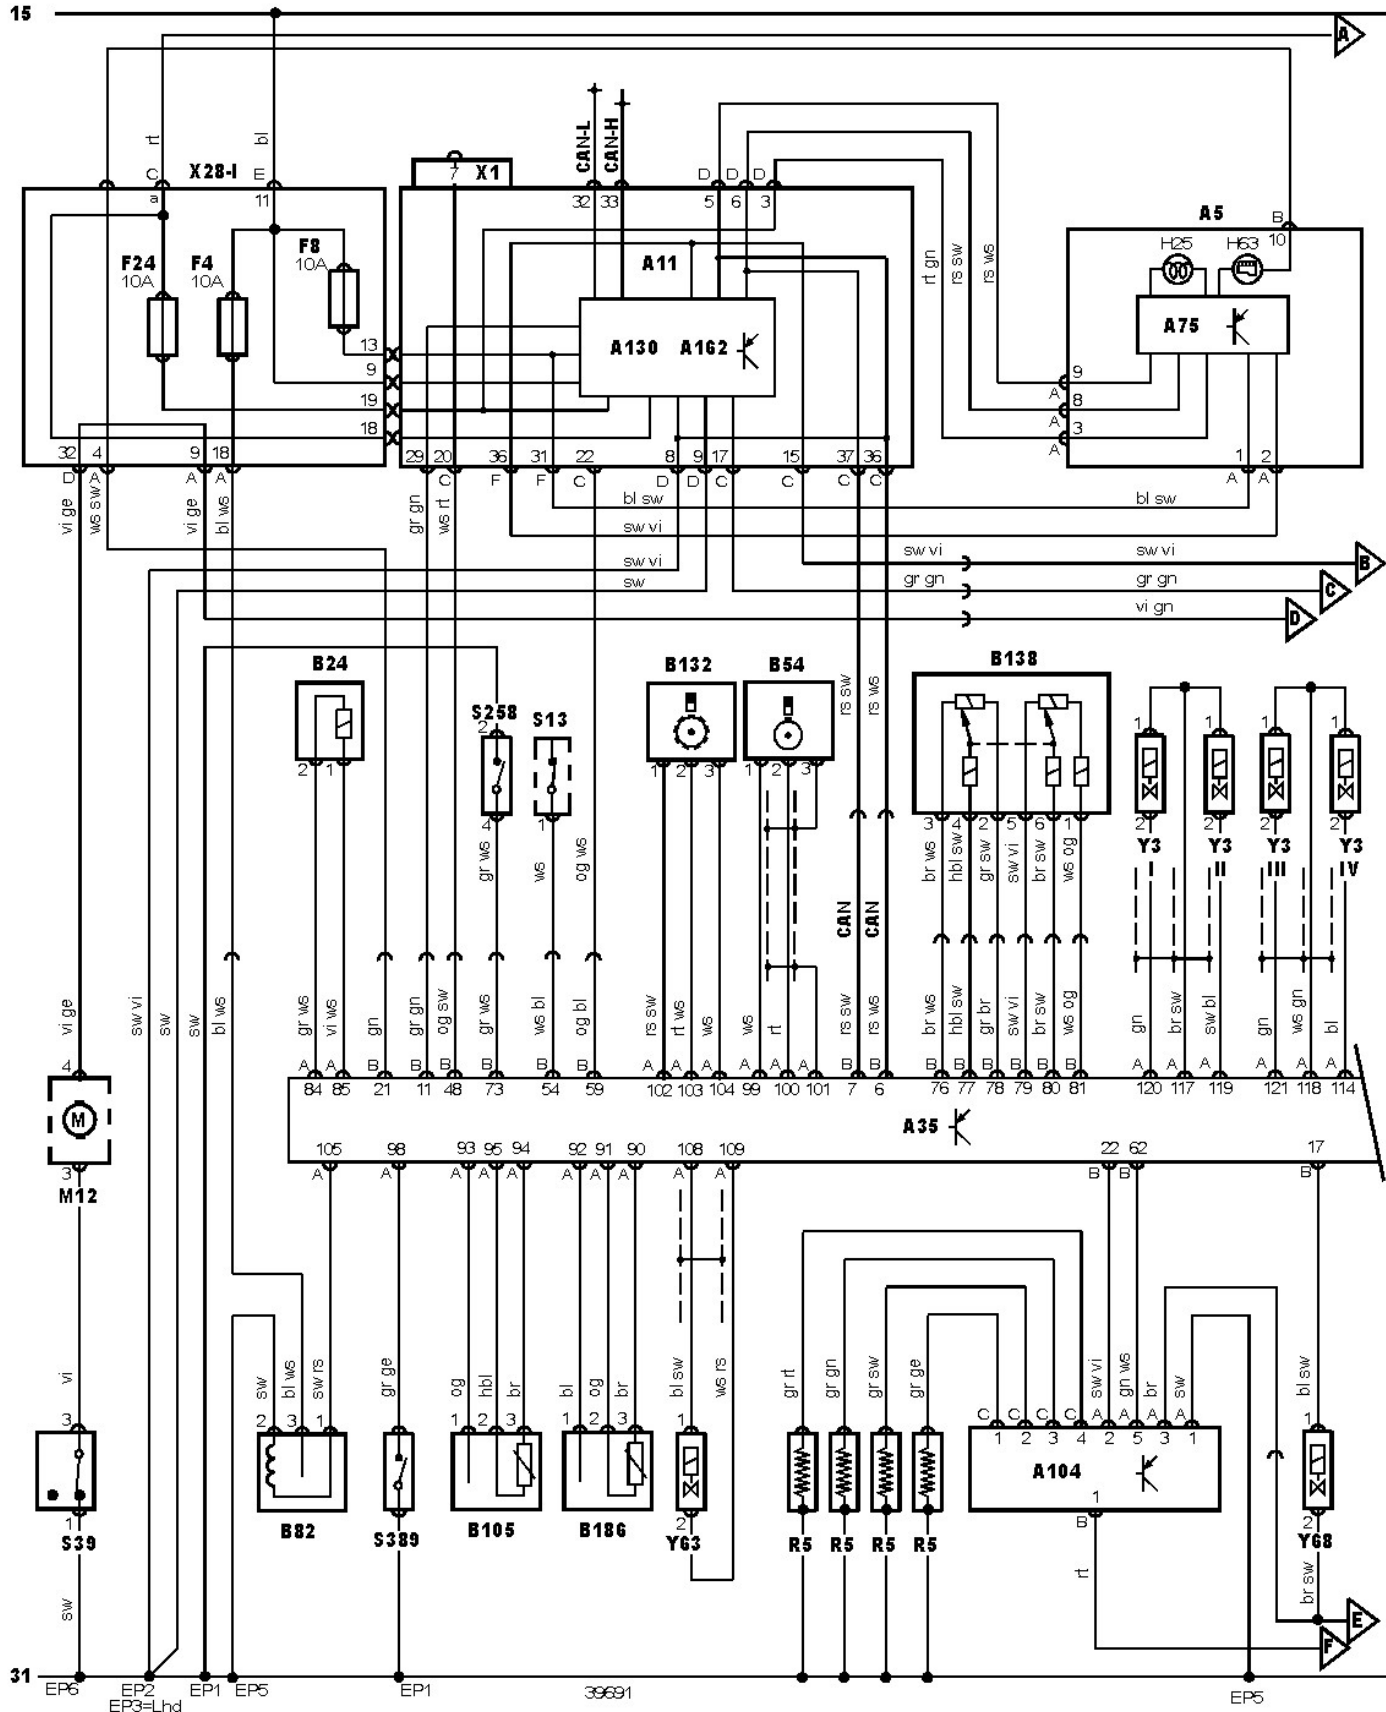 15
A
rt
bl
CAN-L
CAN-H
C
X28-I
E
7
X1
D
D
D
a
11
32
33
5
6
3
A5
B
10
H25
H63
F24
10A
F4
10A
F8
10A
A11
rt gn
rs sw
rs ws
A130
A162
A75
13
9
19
18
9
A
8
A
3
A
32
4
9
18
29
20
36
31
22
8
9
17
15
37
36
1
2
D
A
A
A
C
F
F
C
D
D
C
C
C
A
A
vi ge
ws sw
vi ge
bl ws
gr gn
ws rt
bl sw
bl sw
sw vi
sw vi
sw
sw vi
sw vi
B
gr gn
gr gn
C
vi gn
D
B24
S258
S13
B132
B54
rs sw
rs ws
B138
2
1
2
4
1
1
2
3
1
2
3
3
4
2
5
6
1
1
1
1
1
2
2
2
2
Y3
I
Y3
II
Y3
III
Y3
IV
gr ws
ws
og ws
CAN
CAN
br ws
hbl sw
gr sw
sw vi
br sw
ws og
vi ge
sw vi
sw
sw
bl ws
gr ws
vi ws
gn
gr gn
og sw
gr ws
ws bl
og bl
rs sw
rt ws
ws
ws
rt
rs sw
rs ws
br ws
hbl sw
gr br
sw vi
br sw
ws og
gn
br sw
sw bl
gn
ws gn
bl
4
A
A
B
B
B
B
B
B
A
A
A
A
A
A
B
B
B
B
B
B
B
B
A
A
A
A
A
A
84
85
21
11
48
73
54
59
102
103
104
99
100
101
7
6
76
77
78
79
80
81
120
117
119
121
118
114
M
A35
105
98
93
95
94
92
91
90
108
109
22
62
17
3
A
A
A
A
A
A
A
A
A
A
B
B
B
M12
vi
sw
bl ws
sw rs
gr ge
og
hbl
br
bl
og
br
bl sw
ws rs
gr rt
gr gn
gr sw
gr ge
sw vi
gn ws
br
sw
bl sw
3
2
3
1
1
2
3
1
2
3
1
C
C
C
C
A
A
A
A
1
1
2
3
4
2
5
3
1
A104
1
B
1
S39
B82
S389
B105
B186
2
Y63
R5
R5
R5
R5
2
Y68
sw
rt
br sw
E
F
31
EP6
EP2
EP3=Lhd
EP1
EP5
EP1
39691
EP5